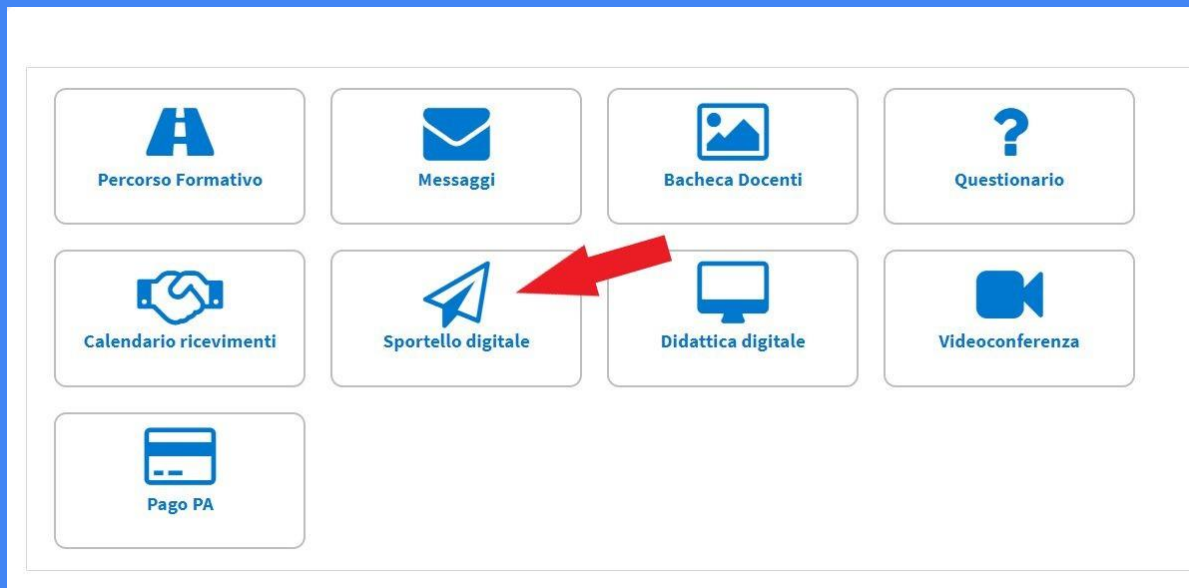 Percorso Formativo
Messaggi
Bacheca Docenti
Questionario
Calendario ricevimenti
Sportello digitale
Didattica digitale
Videoconferenza
Pago PA